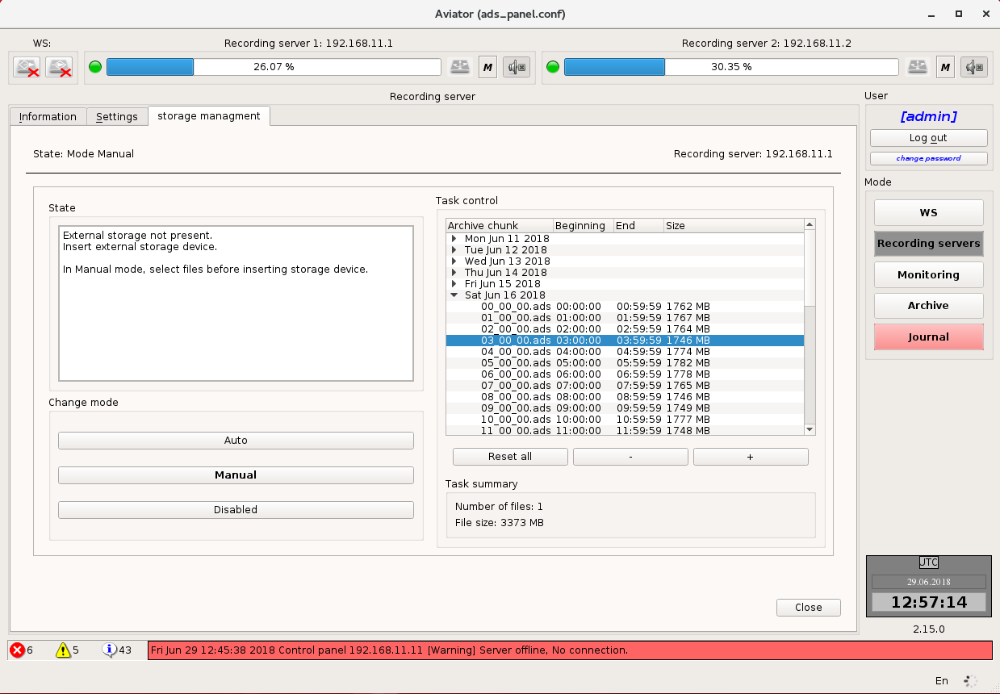 Aviator (ads_panel.conf)
WS:
Recording server 1: 192.168.11.1
Recording server 2: 192.168.11.2
26.07 %
M
30.35 %
M
Recording server
User
Information
Settings
storage managment
[admin]
Log out
change password
State: Mode Manual
Recording server: 192.168.11.1
Mode
WS
Recording servers
Monitoring
Archive
Journal
State
External storage not present.
Insert external storage device.
In Manual mode, select files before inserting storage device.
Change mode
Auto
Manual
Disabled
Task control
Archive chunk Beginning End Size
Mon Jun 11 2018
Tue Jun 12 2018
Wed Jun 13 2018
Thu Jun 14 2018
Fri Jun 15 2018
Sat Jun 16 2018
00_00_00.ads 00:00:00 00:59:59 1762 MB
01_00_00.ads 01:00:00 01:59:59 1767 MB
02_00_00.ads 02:00:00 02:59:59 1764 MB
03_00_00.ads 03:00:00 03:59:59 1746 MB
04_00_00.ads 04:00:00 04:59:59 1774 MB
05_00_00.ads 05:00:00 05:59:59 1782 MB
06_00_00.ads 06:00:00 06:59:59 1778 MB
07_00_00.ads 07:00:00 07:59:59 1765 MB
08_00_00.ads 08:00:00 08:59:59 1746 MB
09_00_00.ads 09:00:00 09:59:59 1749 MB
10_00_00.ads 10:00:00 10:59:59 1777 MB
11_00_00.ads 11:00:00 11:59:59 1748 MB
Reset all
-
+
Task summary
Number of files: 1
File size: 3373 MB
Close
UTC
29.06.2018
12:57:14
2.15.0
6
5
43
Fri Jun 29 12:45:38 2018 Control panel 192.168.11.11 [Warning] Server offline, No connection.
En